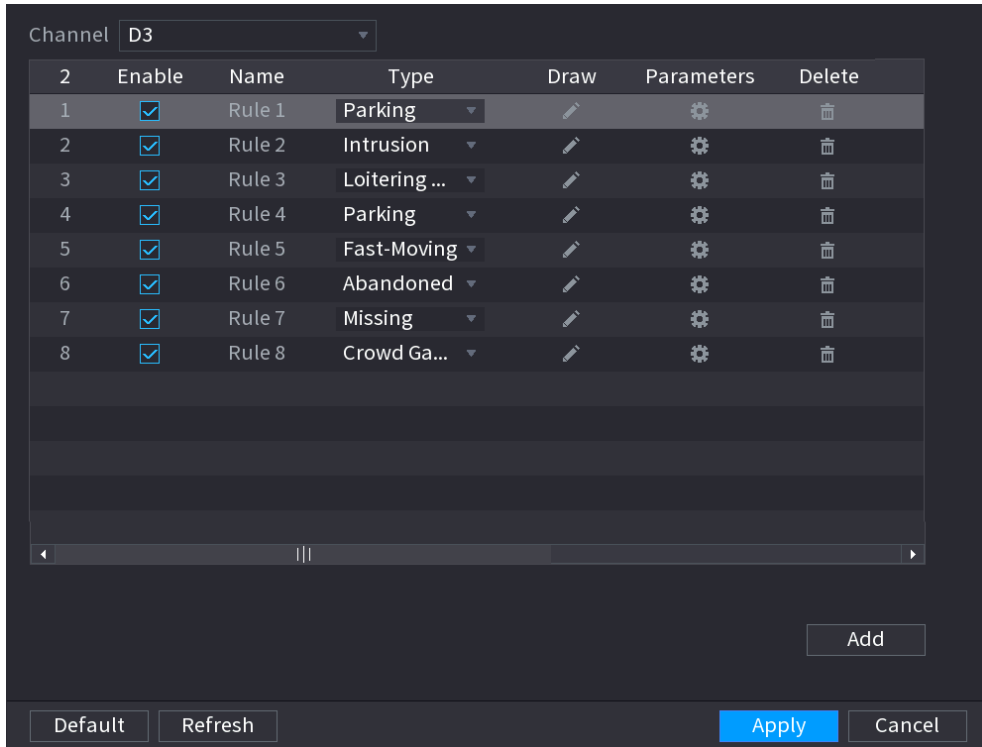 Channel D3
2 Enable Name Type Draw Parameters Delete
1 Rule 1 Parking
2 Rule 2 Intrusion
3 Rule 3 Loitering ...
4 Rule 4 Parking
5 Rule 5 Fast-Moving
6 Rule 6 Abandoned
7 Rule 7 Missing
8 Rule 8 Crowd Ga...
Add
Default Refresh Apply Cancel